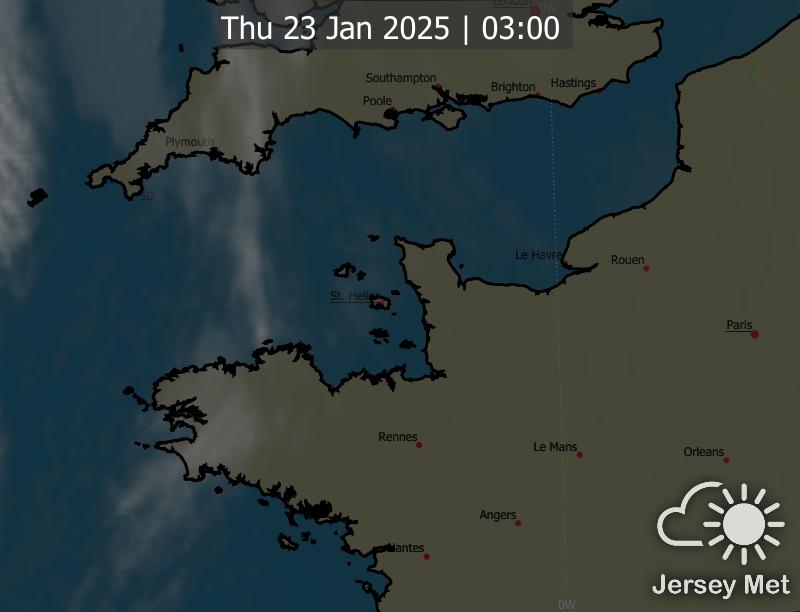 London
0W
Thu 23 Jan 2025 | 03:00
Southampton
Brighton
Hastings
Poole
Plymouth
50
Le Havre
Rouen
St. Helier
Paris
Rennes
Le Mans
Orleans
Angers
Nantes
0W
Jersey Met